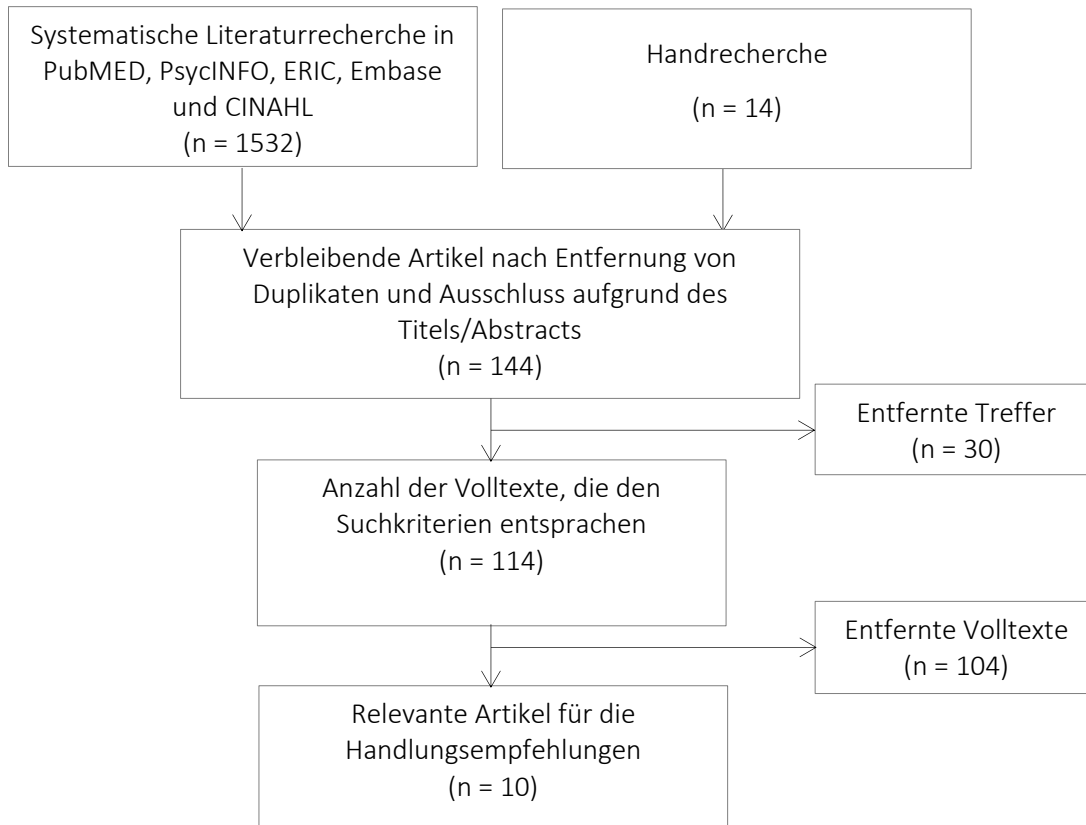 Systematische Literaturrecherche in
PubMED, PsycINFO, ERIC, Embase
und CINAHL
(n = 1532)
Handrecherche
(n = 14)
Verbleibende Artikel nach Entfernung von
Duplikaten und Ausschluss aufgrund des
Titels/Abstracts
(n = 144)
Entfernte Treffer
(n = 30)
Anzahl der Volltexte, die den
Suchkriterien entsprachen
(n = 114)
Entfernte Volltexte
(n = 104)
Relevante Artikel für die
Handlungsempfehlungen
(n = 10)